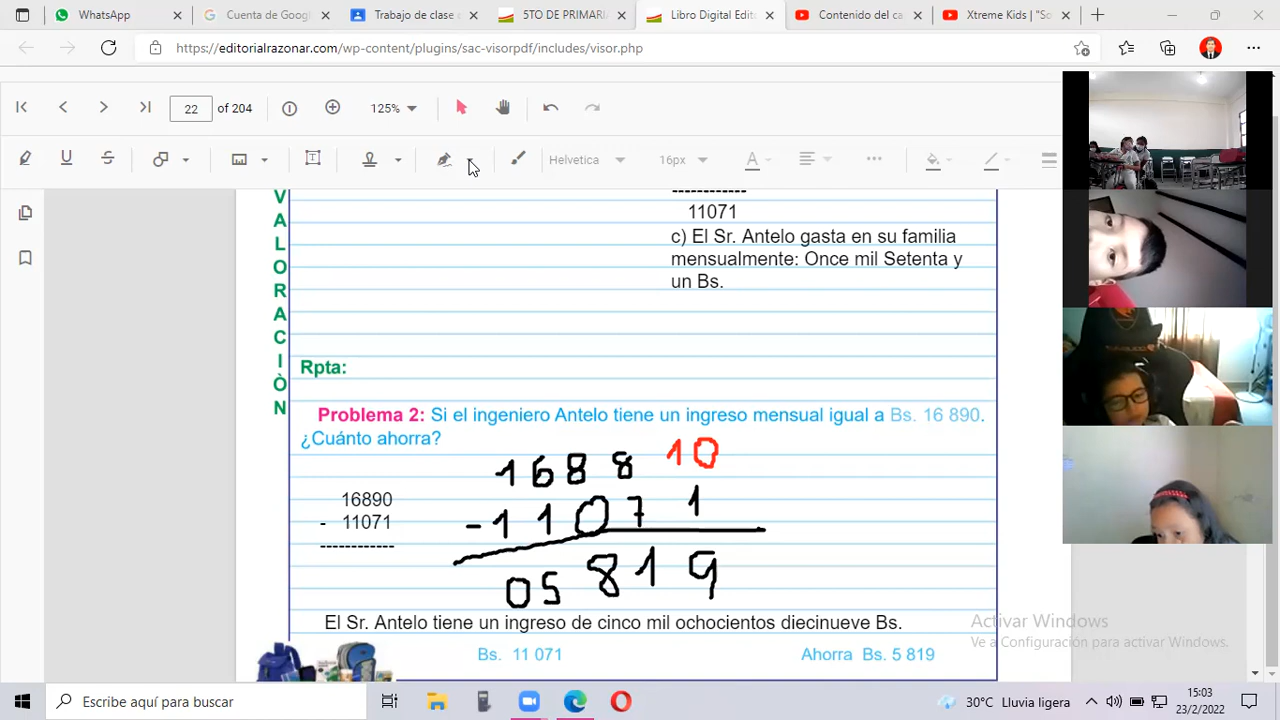 WhatsApp
Cuenta de Goog
Trabajo de clase
5TO DE PRIMARIA
Libro Digital Edito
Contenido del ca
Xtreme Kids | "So
https://editorialrazonar.com/wp-content/plugins/sac-visorpdf/includes/visor.php
22 of 204 125%
Helvetica 16px
VALORACIÒN
------------
11071
c) El Sr. Antelo gasta en su familia
mensualmente: Once mil Setenta y
un Bs.
Rpta:
Problema 2: Si el ingeniero Antelo tiene un ingreso mensual igual a Bs. 16 890.
¿Cuánto ahorra?
1 6 8 8 10
- 1 1 0 7 1
0 5 8 1 9
16890
- 11071
------------
El Sr. Antelo tiene un ingreso de cinco mil ochocientos diecinueve Bs.
Bs. 11 071 Ahorra Bs. 5 819
Activar Windows
Ve a Configuración para activar Windows.
Escribe aquí para buscar
30°C Lluvia ligera
15:03
23/2/2022